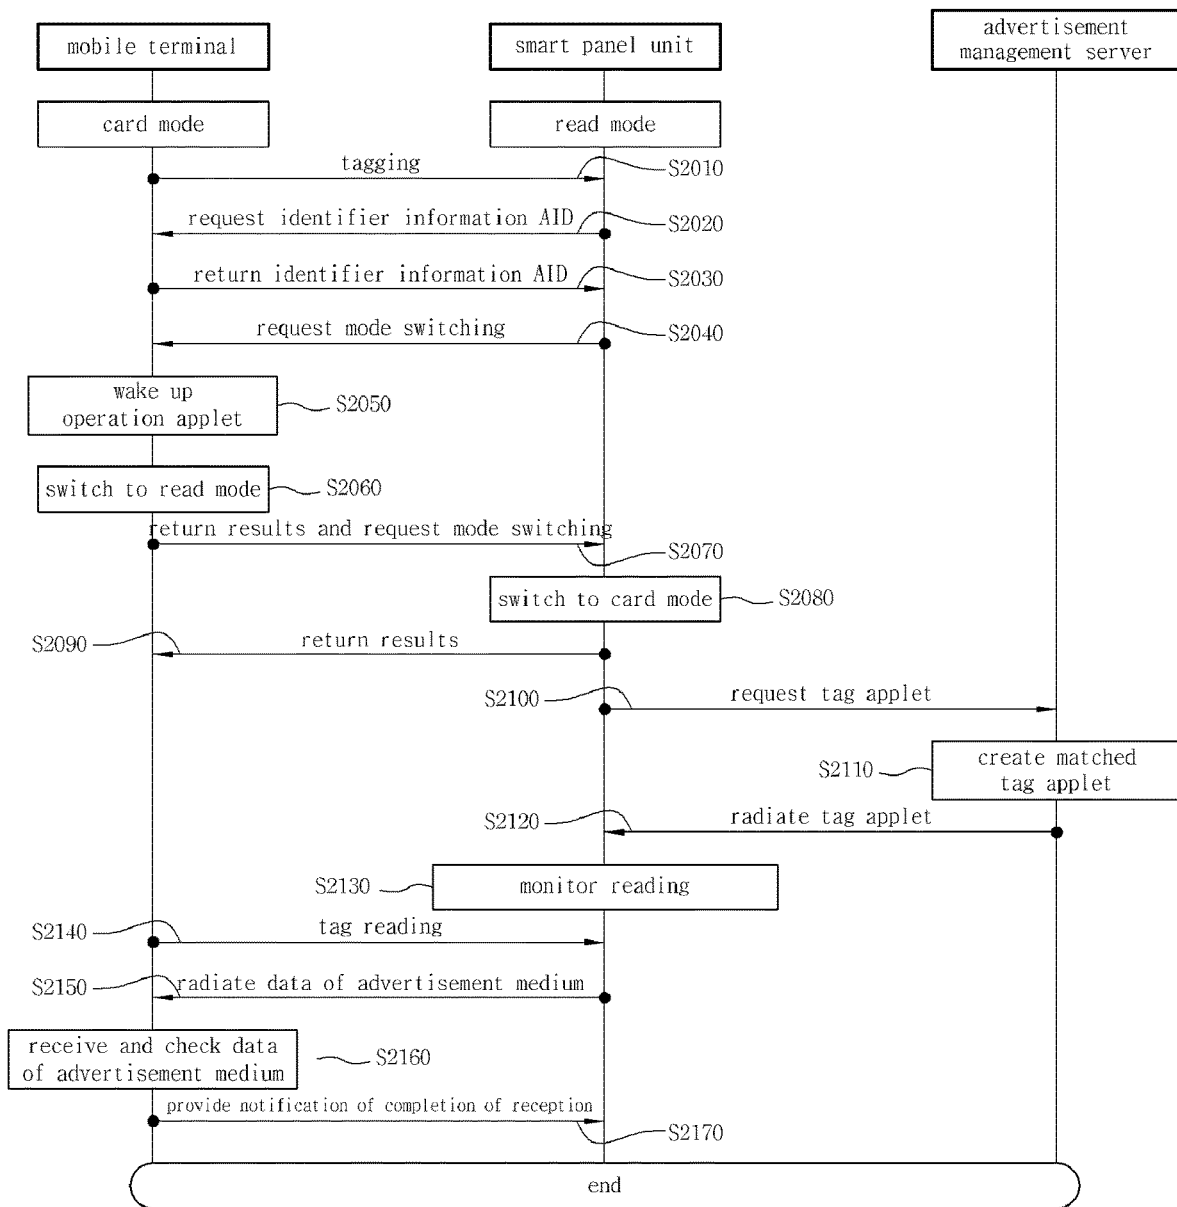 mobile terminal
smart panel unit
advertisement
management server
card mode
read mode
tagging
S2010
request identifier information AID
S2020
return identifier information AID
S2030
request mode switching
S2040
wake up
operation applet
S2050
switch to read mode
S2060
return results and request mode switching
S2070
switch to card mode
S2080
S2090
return results
S2100
request tag applet
S2110
create matched
tag applet
S2120
radiate tag applet
S2130
monitor reading
S2140
tag reading
S2150
radiate data of advertisement medium
receive and check data
of advertisement medium
S2160
provide notification of completion of reception
S2170
end